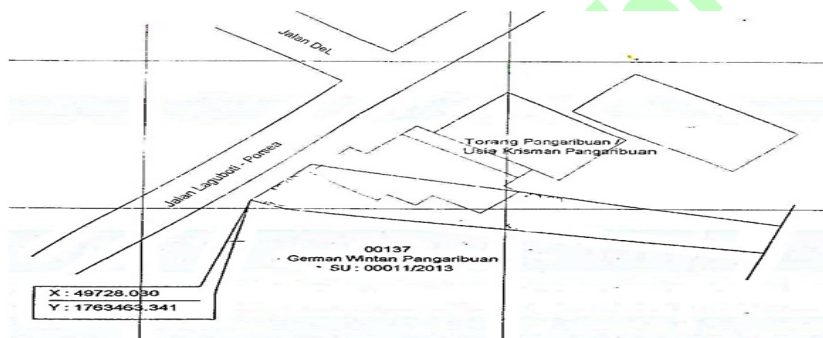 Jalan DeL
Jalan Laguboti - Porsea
Torang Pangaribuan /
Usia Krisman Pangaribuan
00137
German Wintan Pangaribuan
SU : 00011/2013
X : 49728.030
Y : 1763463.341